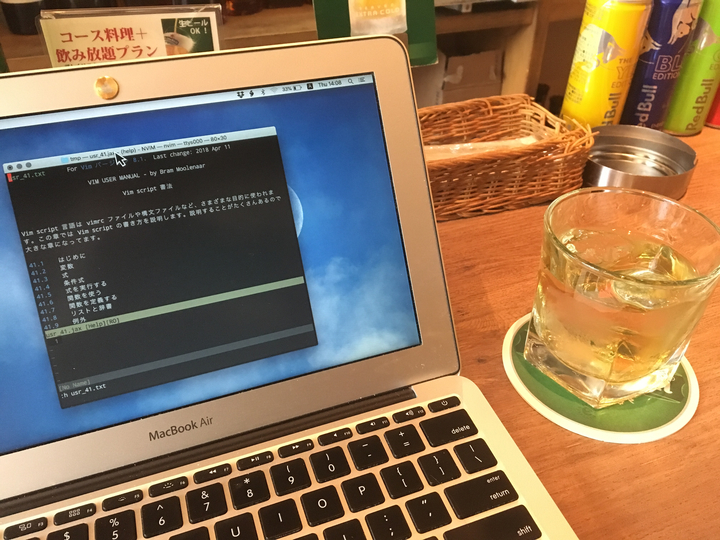 コース料理+
飲み放題プラン
生ビール
OK!
93%
Thu 14:08
tmp — usr_41.jax (help) - NVIM — nvim — ttys000 — 80×30
usr_41.txt For Vim バージョン 8.1. Last change: 2018 Apr 11
VIM USER MANUAL - by Bram Moolenaar
Vim script 書法
Vim script 言語は vimrc ファイルや構文ファイルなど、さまざまな目的に使われま
す。この章では Vim script の書き方を説明します。説明することがたくさんあるので
大きな章になってます。
41.1 はじめに
41.2 変数
41.3 式
41.4 条件式
41.5 式を実行する
41.6 関数を使う
41.7 関数を定義する
41.8 リストと辞書
41.9 例外
usr_41.jax [Help][RO]
1
[No Name]
:h usr_41.txt
MacBook Air
delete
enter
return
shift
% 5
^ 6
& 7
* 8
( 9
) 0
_ -
+ =
Y U I O P { [ } ] | \
: ; " '
THE
Red Bull
BLUE
EDITION
Red Bull